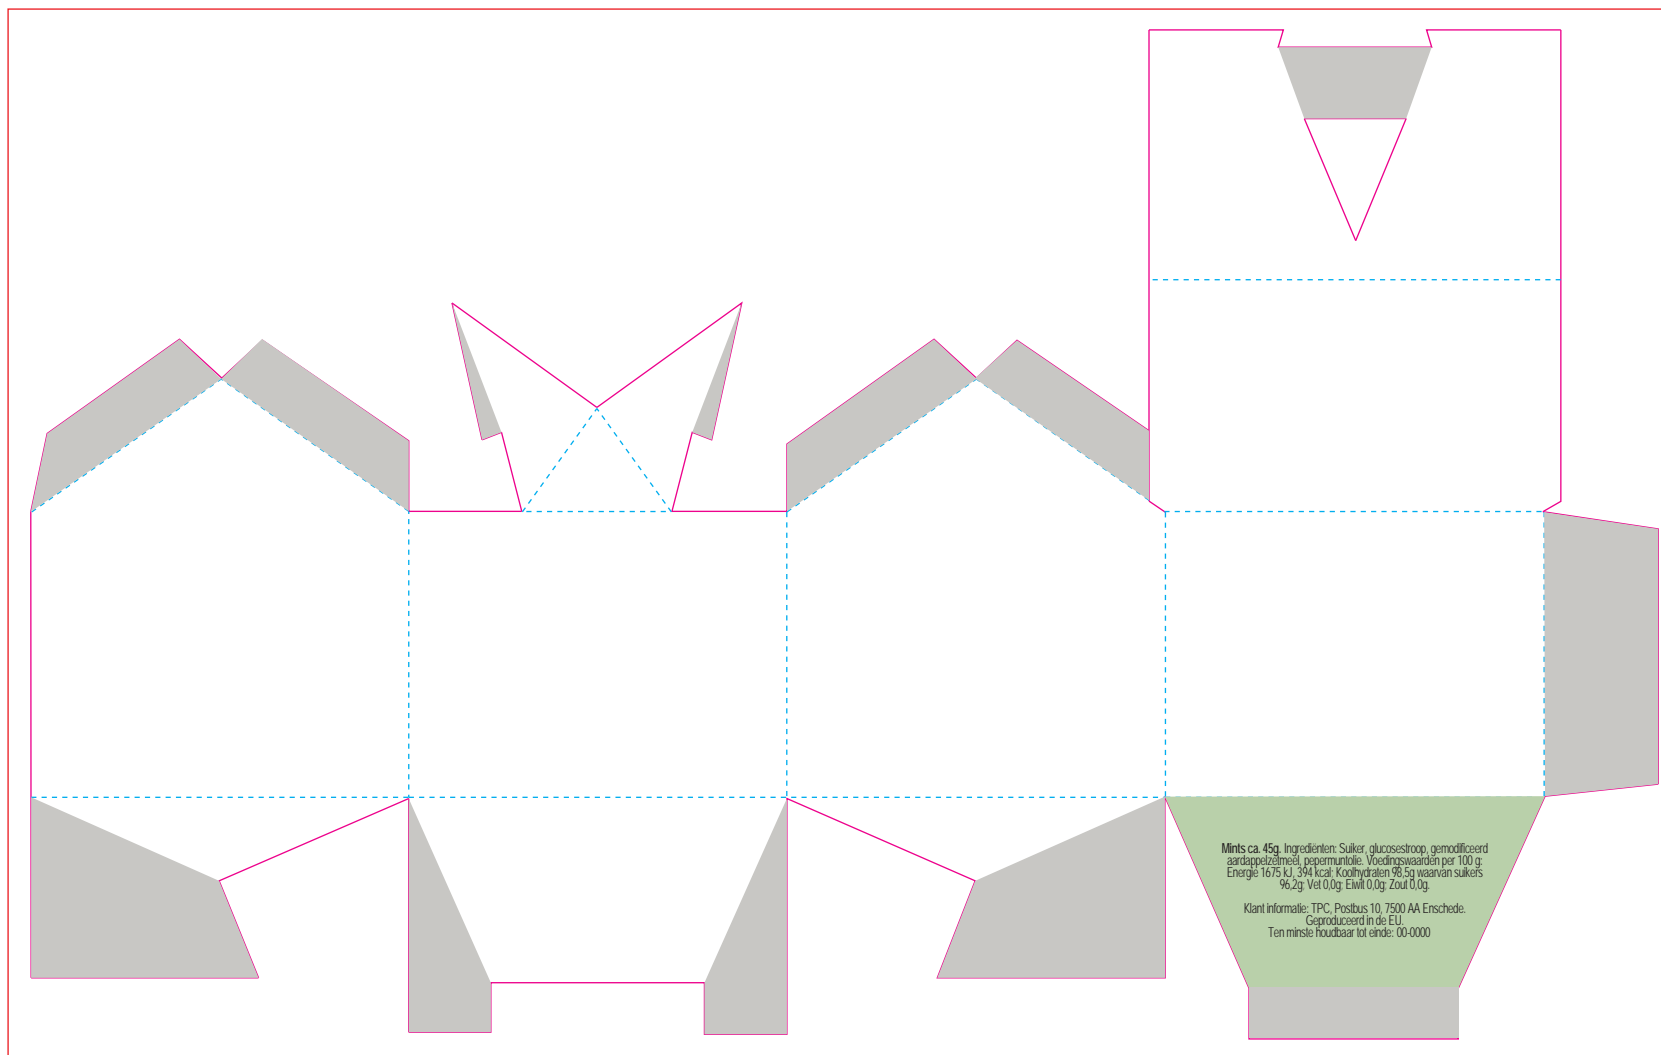 Mints ca. 45g. Ingrediënten: Suiker, glucosestroop, gemodificeerd
aardappelzetmeel, pepermuntolie. Voedingswaarden per 100 g:
Energie 1675 kJ, 394 kcal; Koolhydraten 98,5g waarvan suikers
96,2g; Vet 0,0g; Eiwit 0,0g; Zout 0,0g.
Klant informatie: TPC, Postbus 10, 7500 AA Enschede.
Geproduceerd in de EU.
Ten minste houdbaar tot einde: 00-0000